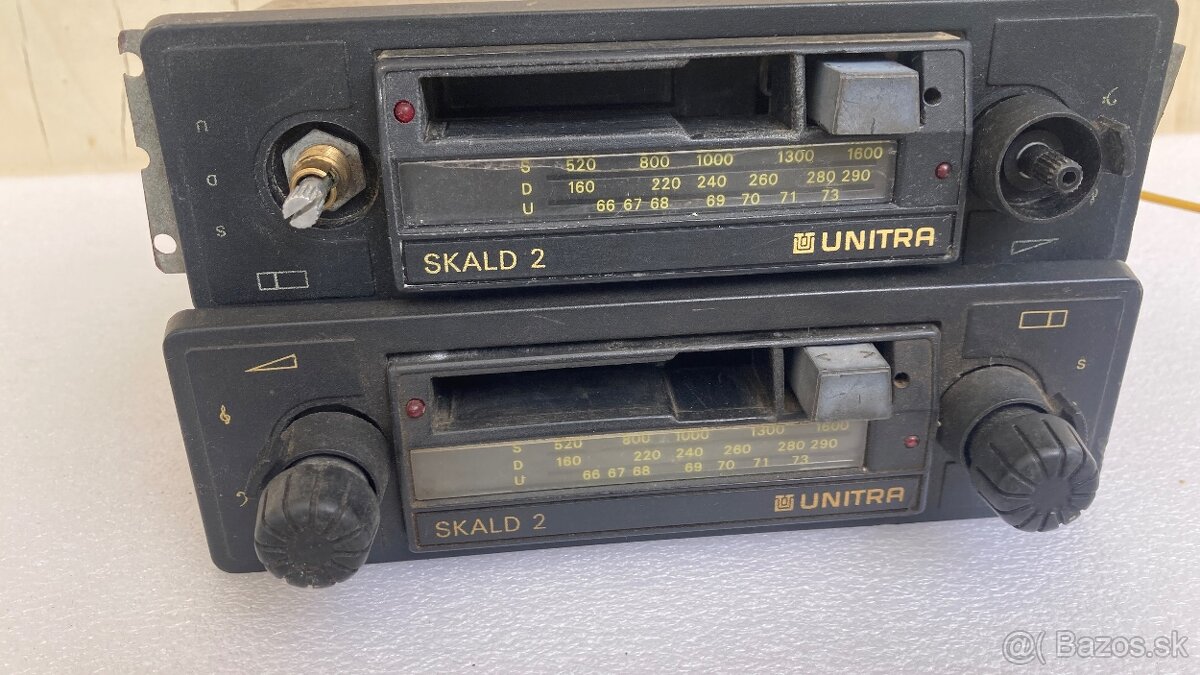 S 520 800 1000 1300 1600
D 160 220 240 260 280 290
U 66 67 68 69 70 71 73
U
D
S
SKALD 2 UNITRA
S
S 520 800 1000 1300 1600
D 160 220 240 260 280 290
U 66 67 68 69 70 71 73
SKALD 2 UNITRA
@( Bazos.sk